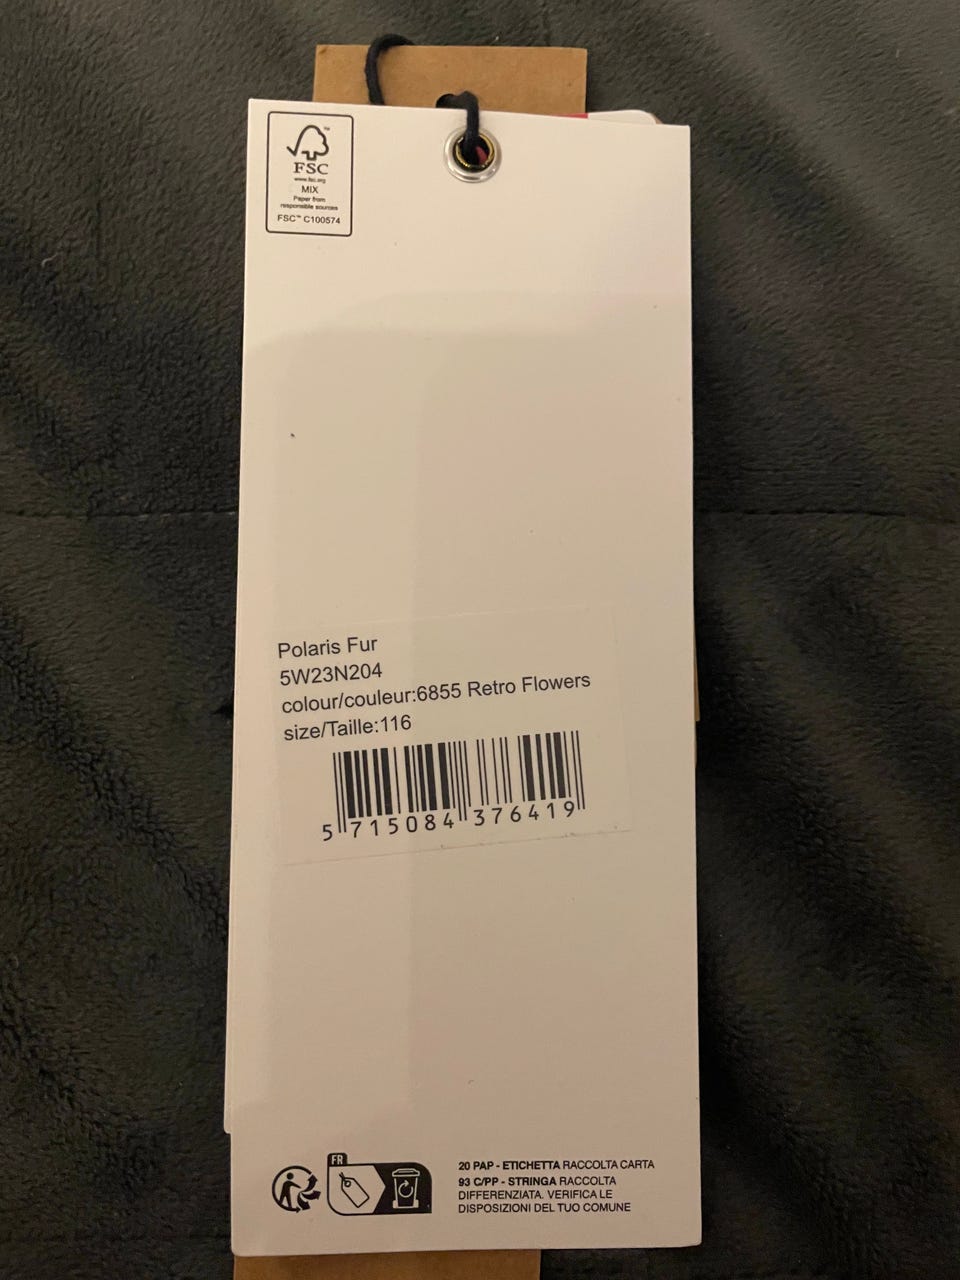 FSC™
www.fsc.org
MIX
Paper from
responsible sources
FSC™ C100574
Polaris Fur
5W23N204
colour/couleur:6855 Retro Flowers
size/Taille:116
5 715084 376419
FR
20 PAP - ETICHETTA RACCOLTA CARTA
93 C/PP - STRINGA RACCOLTA
DIFFERENZIATA. VERIFICA LE
DISPOSIZIONI DEL TUO COMUNE